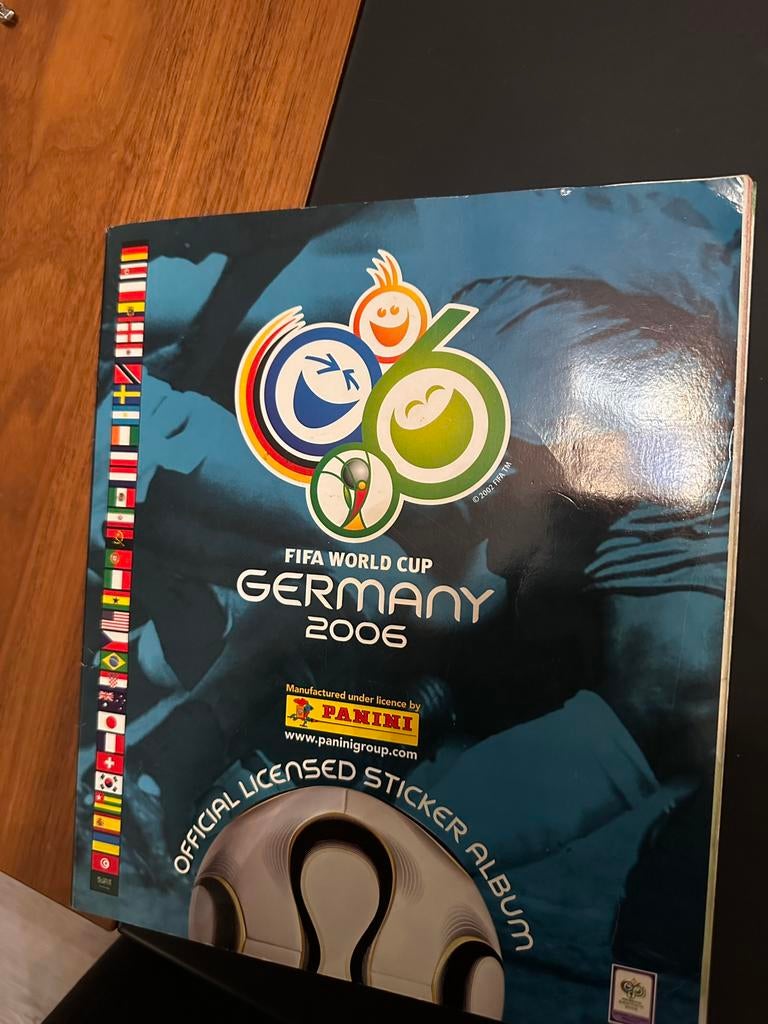 © 2002 FIFA TM
FIFA WORLD CUP
GERMANY
2006
Manufactured under licence by
PANINI
www.paninigroup.com
OFFICIAL LICENSED STICKER ALBUM